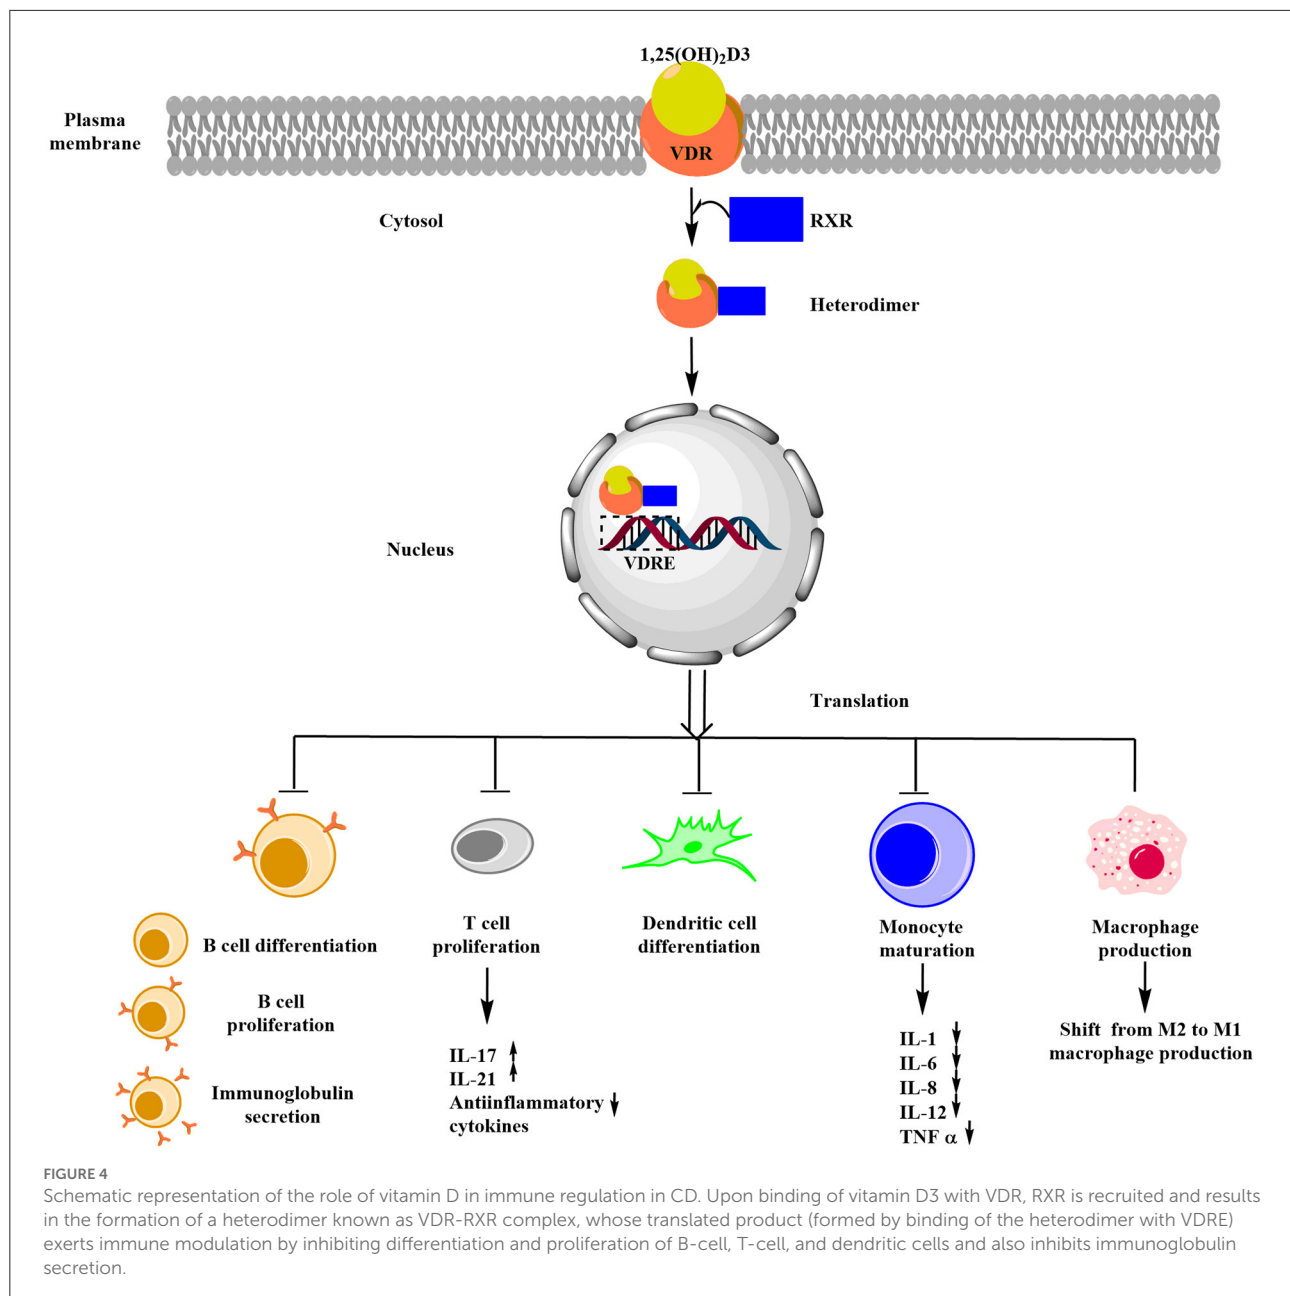 1,25(OH)₂D3
Plasma
membrane
VDR
Cytosol
RXR
Heterodimer
Nucleus
VDRE
Translation
B cell differentiation
B cell
proliferation
Immunoglobulin
secretion
T cell
proliferation
IL-17
IL-21
Antiinflammatory
cytokines
Dendritic cell
differentiation
Monocyte
maturation
IL-1
IL-6
IL-8
IL-12
TNF α
Macrophage
production
Shift from M2 to M1
macrophage production
FIGURE 4
Schematic representation of the role of vitamin D in immune regulation in CD. Upon binding of vitamin D3 with VDR, RXR is recruited and results
in the formation of a heterodimer known as VDR-RXR complex, whose translated product (formed by binding of the heterodimer with VDRE)
exerts immune modulation by inhibiting differentiation and proliferation of B-cell, T-cell, and dendritic cells and also inhibits immunoglobulin
secretion.